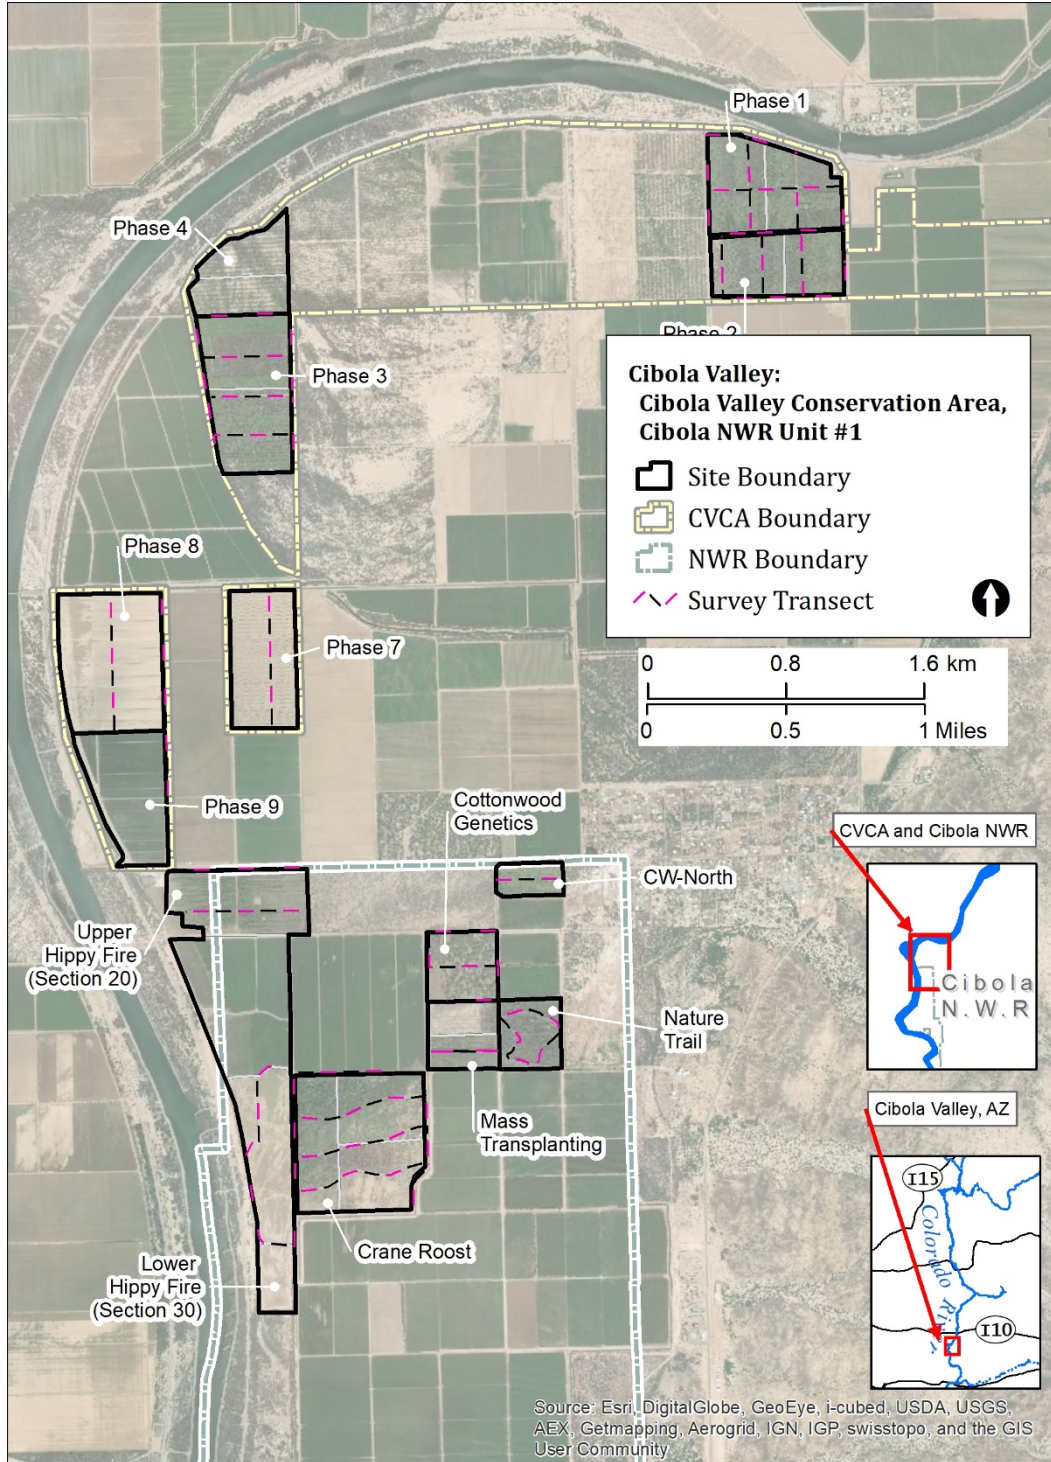 Phase 1
Phase 4
Phase 2
Phase 3
Cibola Valley:
Cibola Valley Conservation Area,
Cibola NWR Unit #1
Site Boundary
CVCA Boundary
NWR Boundary
Survey Transect
Phase 8
Phase 7
0 0.8 1.6 km
0 0.5 1 Miles
Phase 9
Cottonwood
Genetics
CVCA and Cibola NWR
CW-North
Upper
Hippy Fire
(Section 20)
Cibola
N.W.R
Nature
Trail
Mass
Transplanting
Cibola Valley, AZ
Crane Roost
Lower
Hippy Fire
(Section 30)
I15
Colorado Riv
I10
Source: Esri, DigitalGlobe, GeoEye, i-cubed, USDA, USGS,
AEX, Getmapping, Aerogrid, IGN, IGP, swisstopo, and the GIS
User Community